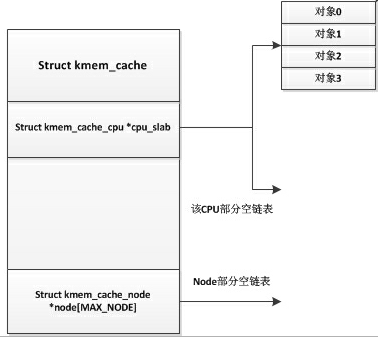 对象0
对象1
对象2
对象3
Struct kmem_cache
Struct kmem_cache_cpu *cpu_slab
该CPU部分空链表
Node部分空链表
Struct kmem_cache_node
*node[MAX_NODE]